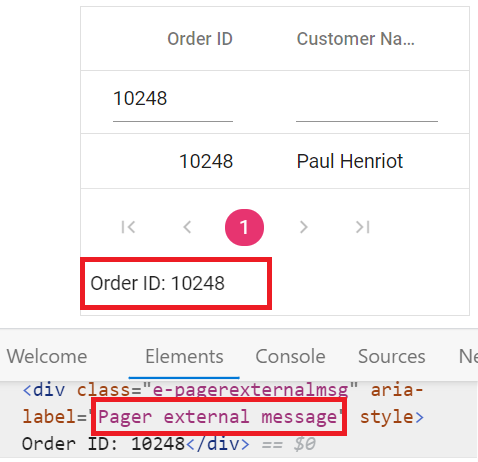 Order ID Customer Na...
10248
10248 Paul Henriot
1
Order ID: 10248
Welcome Elements Console Sources Ne
<div class="e-pagerexternalmsg" aria-
label="Pager external message" style>
Order ID: 10248</div> == $0